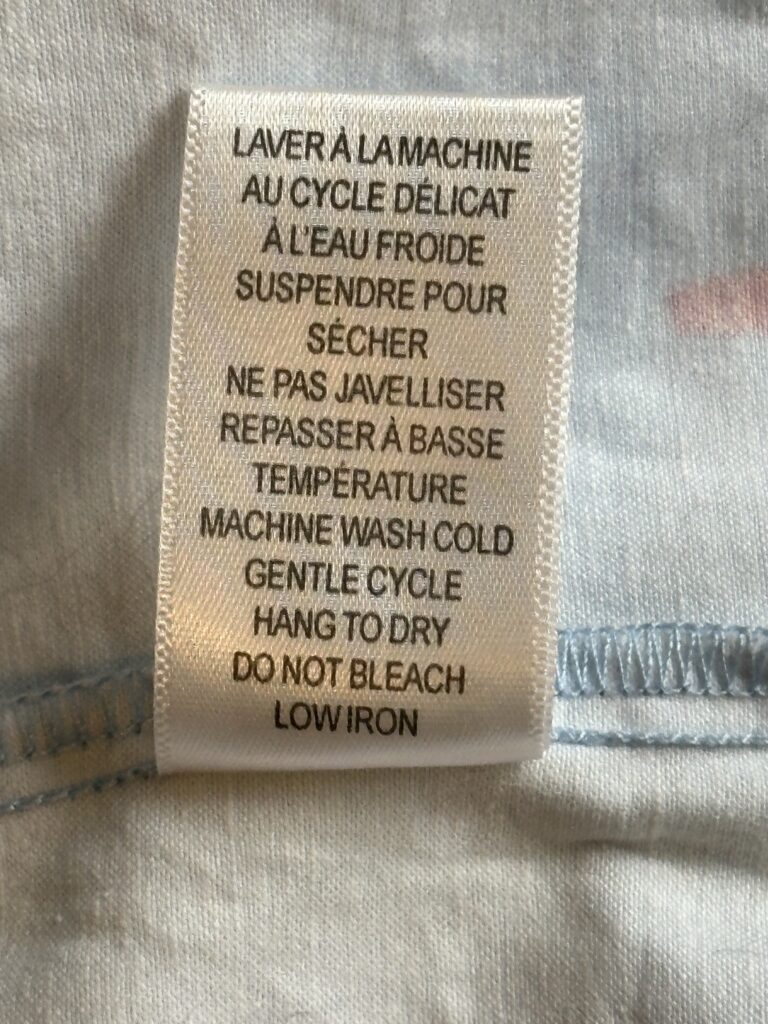 LAVER À LA MACHINE
AU CYCLE DÉLICAT
À L'EAU FROIDE
SUSPENDRE POUR
SÉCHER
NE PAS JAVELLISER
REPASSER À BASSE
TEMPÉRATURE
MACHINE WASH COLD
GENTLE CYCLE
HANG TO DRY
DO NOT BLEACH
LOW IRON